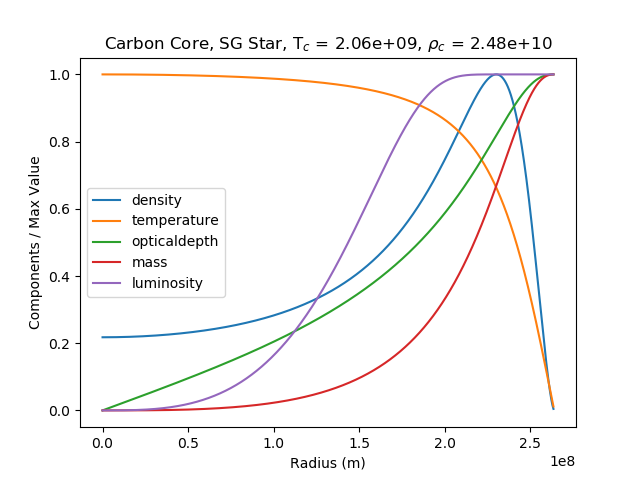 Carbon Core, SG Star, T_c = 2.06e+09, ρ_c = 2.48e+10
Components / Max Value
1.0
0.8
0.6
0.4
0.2
0.0
density
temperature
opticaldepth
mass
luminosity
0.0 0.5 1.0 1.5 2.0 2.5
1e8
Radius (m)